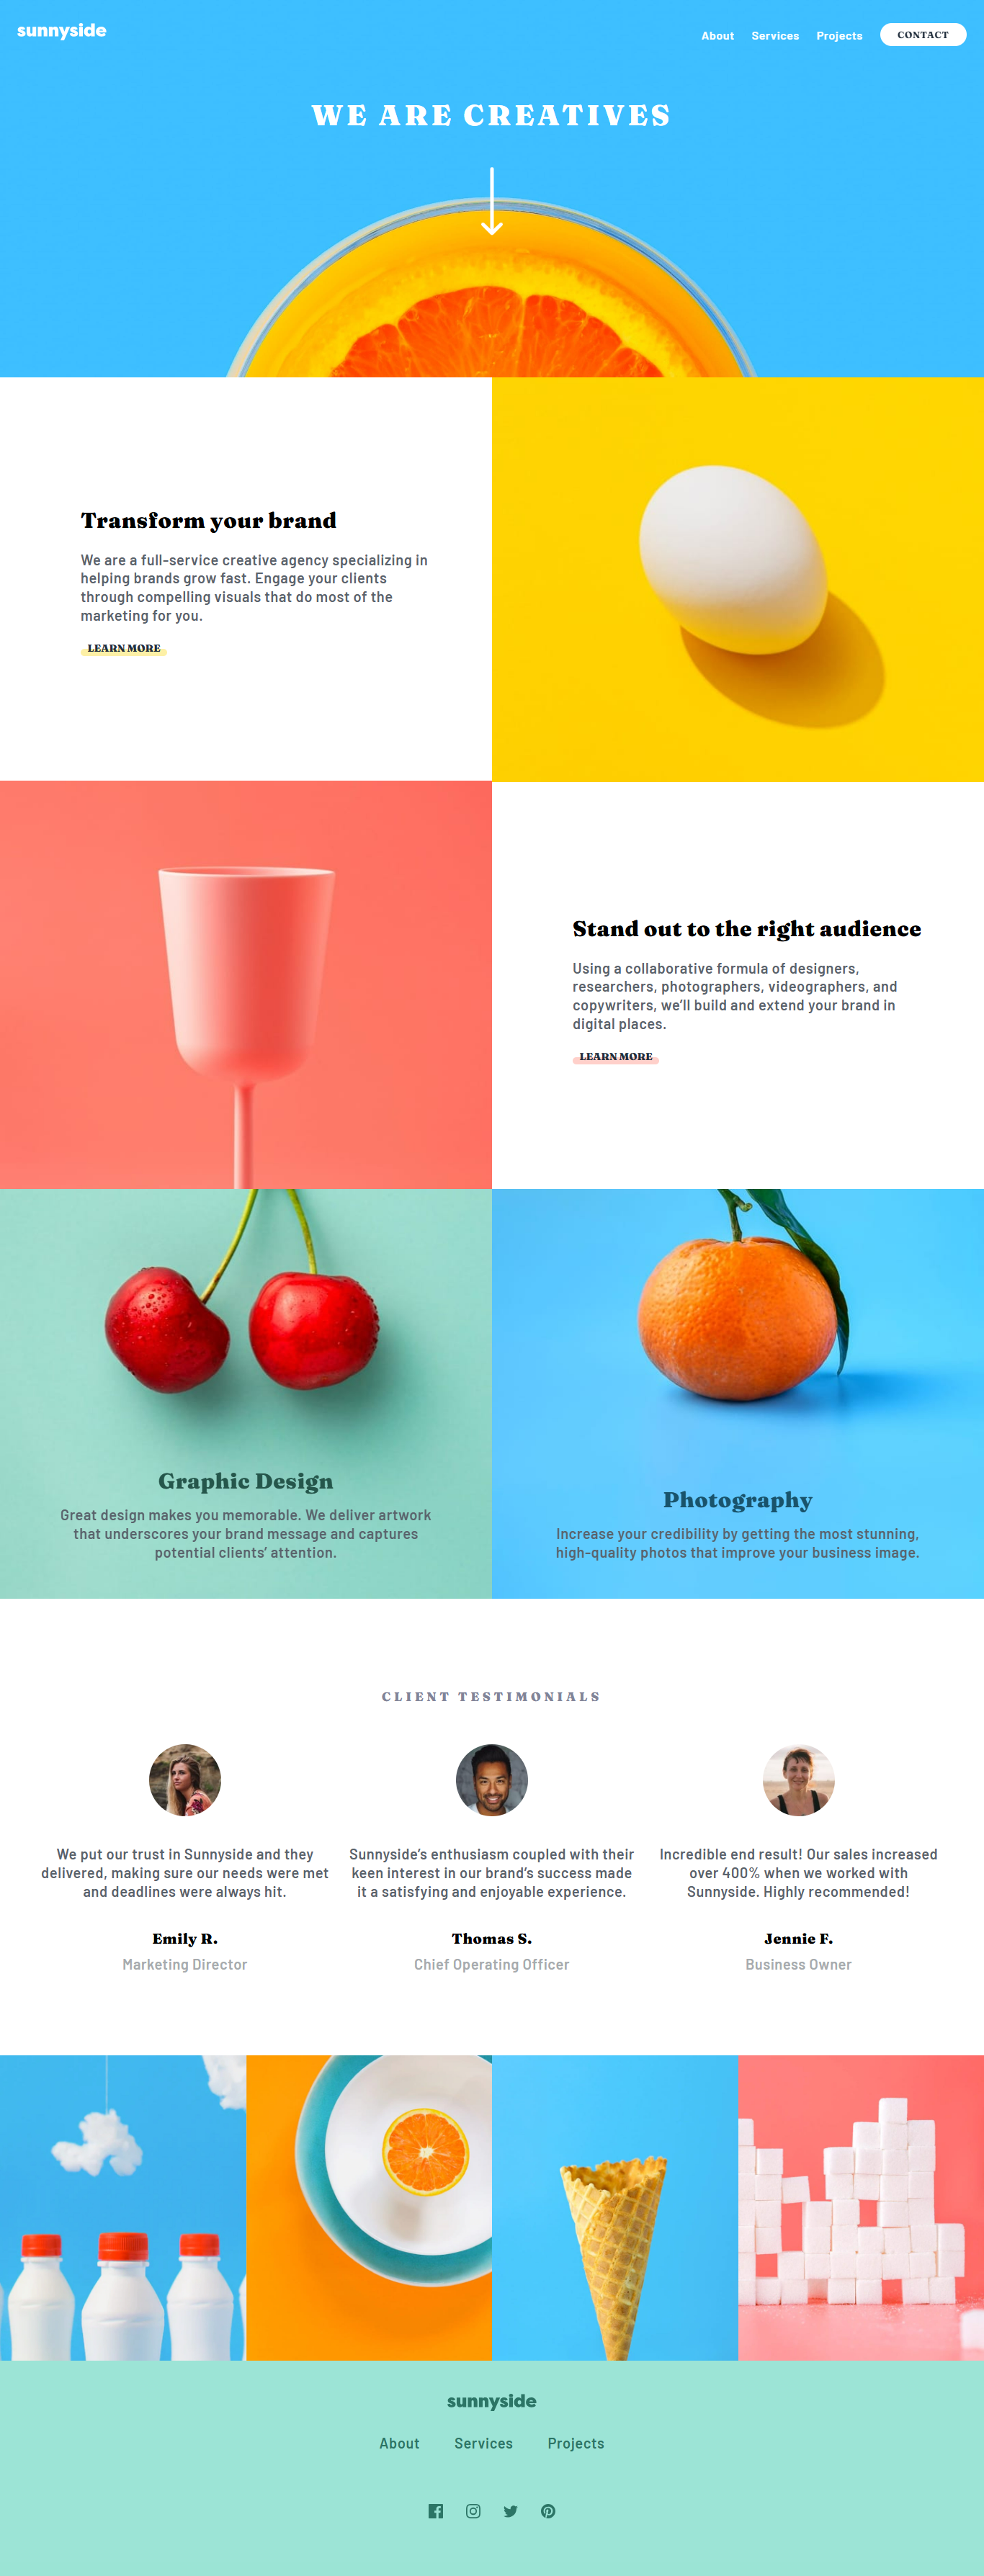 sunnyside
About Services Projects CONTACT
WE ARE CREATIVES
Transform your brand
We are a full-service creative agency specializing in
helping brands grow fast. Engage your clients
through compelling visuals that do most of the
marketing for you.
LEARN MORE
Stand out to the right audience
Using a collaborative formula of designers,
researchers, photographers, videographers, and
copywriters, we’ll build and extend your brand in
digital places.
LEARN MORE
Graphic Design
Great design makes you memorable. We deliver artwork
that underscores your brand message and captures
potential clients’ attention.
Photography
Increase your credibility by getting the most stunning,
high-quality photos that improve your business image.
CLIENT TESTIMONIALS
We put our trust in Sunnyside and they
delivered, making sure our needs were met
and deadlines were always hit.
Emily R.
Marketing Director
Sunnyside’s enthusiasm coupled with their
keen interest in our brand’s success made
it a satisfying and enjoyable experience.
Thomas S.
Chief Operating Officer
Incredible end result! Our sales increased
over 400% when we worked with
Sunnyside. Highly recommended!
Jennie F.
Business Owner
sunnyside
About Services Projects